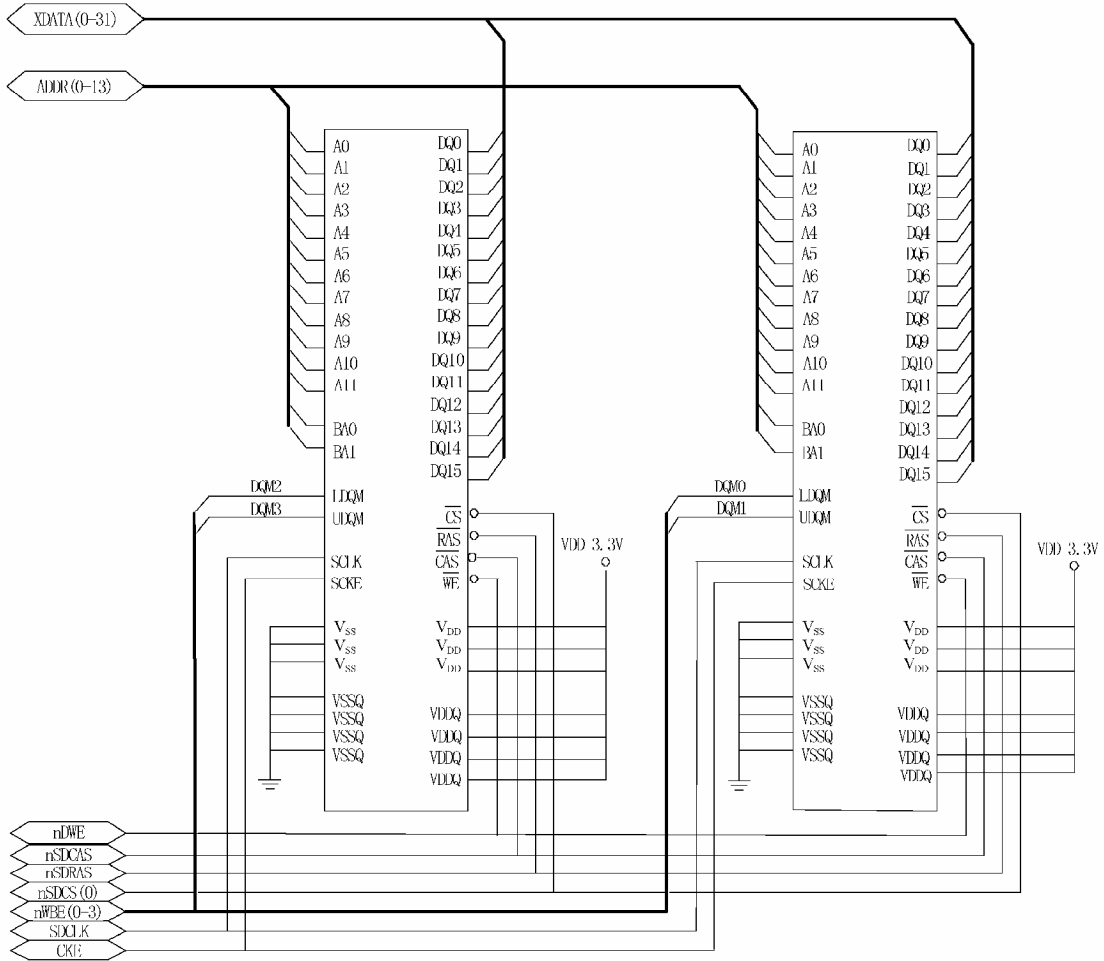 XDATA(0-31)
ADDR(0-13)
A0
A1
A2
A3
A4
A5
A6
A7
A8
A9
A10
A11
BA0
BA1
LDQM
UDQM
SCLK
SCKE
VSS
VSS
VSS
VSSQ
VSSQ
VSSQ
VSSQ
DQ0
DQ1
DQ2
DQ3
DQ4
DQ5
DQ6
DQ7
DQ8
DQ9
DQ10
DQ11
DQ12
DQ13
DQ14
DQ15
CS
RAS
CAS
WE
VDD
VDD
VDD
VDDQ
VDDQ
VDDQ
VDDQ
DQM2
DQM3
VDD 3.3V
A0
A1
A2
A3
A4
A5
A6
A7
A8
A9
A10
A11
BA0
BA1
LDQM
UDQM
SCLK
SCKE
VSS
VSS
VSS
VSSQ
VSSQ
VSSQ
VSSQ
DQ0
DQ1
DQ2
DQ3
DQ4
DQ5
DQ6
DQ7
DQ8
DQ9
DQ10
DQ11
DQ12
DQ13
DQ14
DQ15
CS
RAS
CAS
WE
VDD
VDD
VDD
VDDQ
VDDQ
VDDQ
VDDQ
DQM0
DQM1
VDD 3.3V
nDWE
nSDCAS
nSDRAS
nSDCS(0)
nWBE(0-3)
SDCLK
CKE